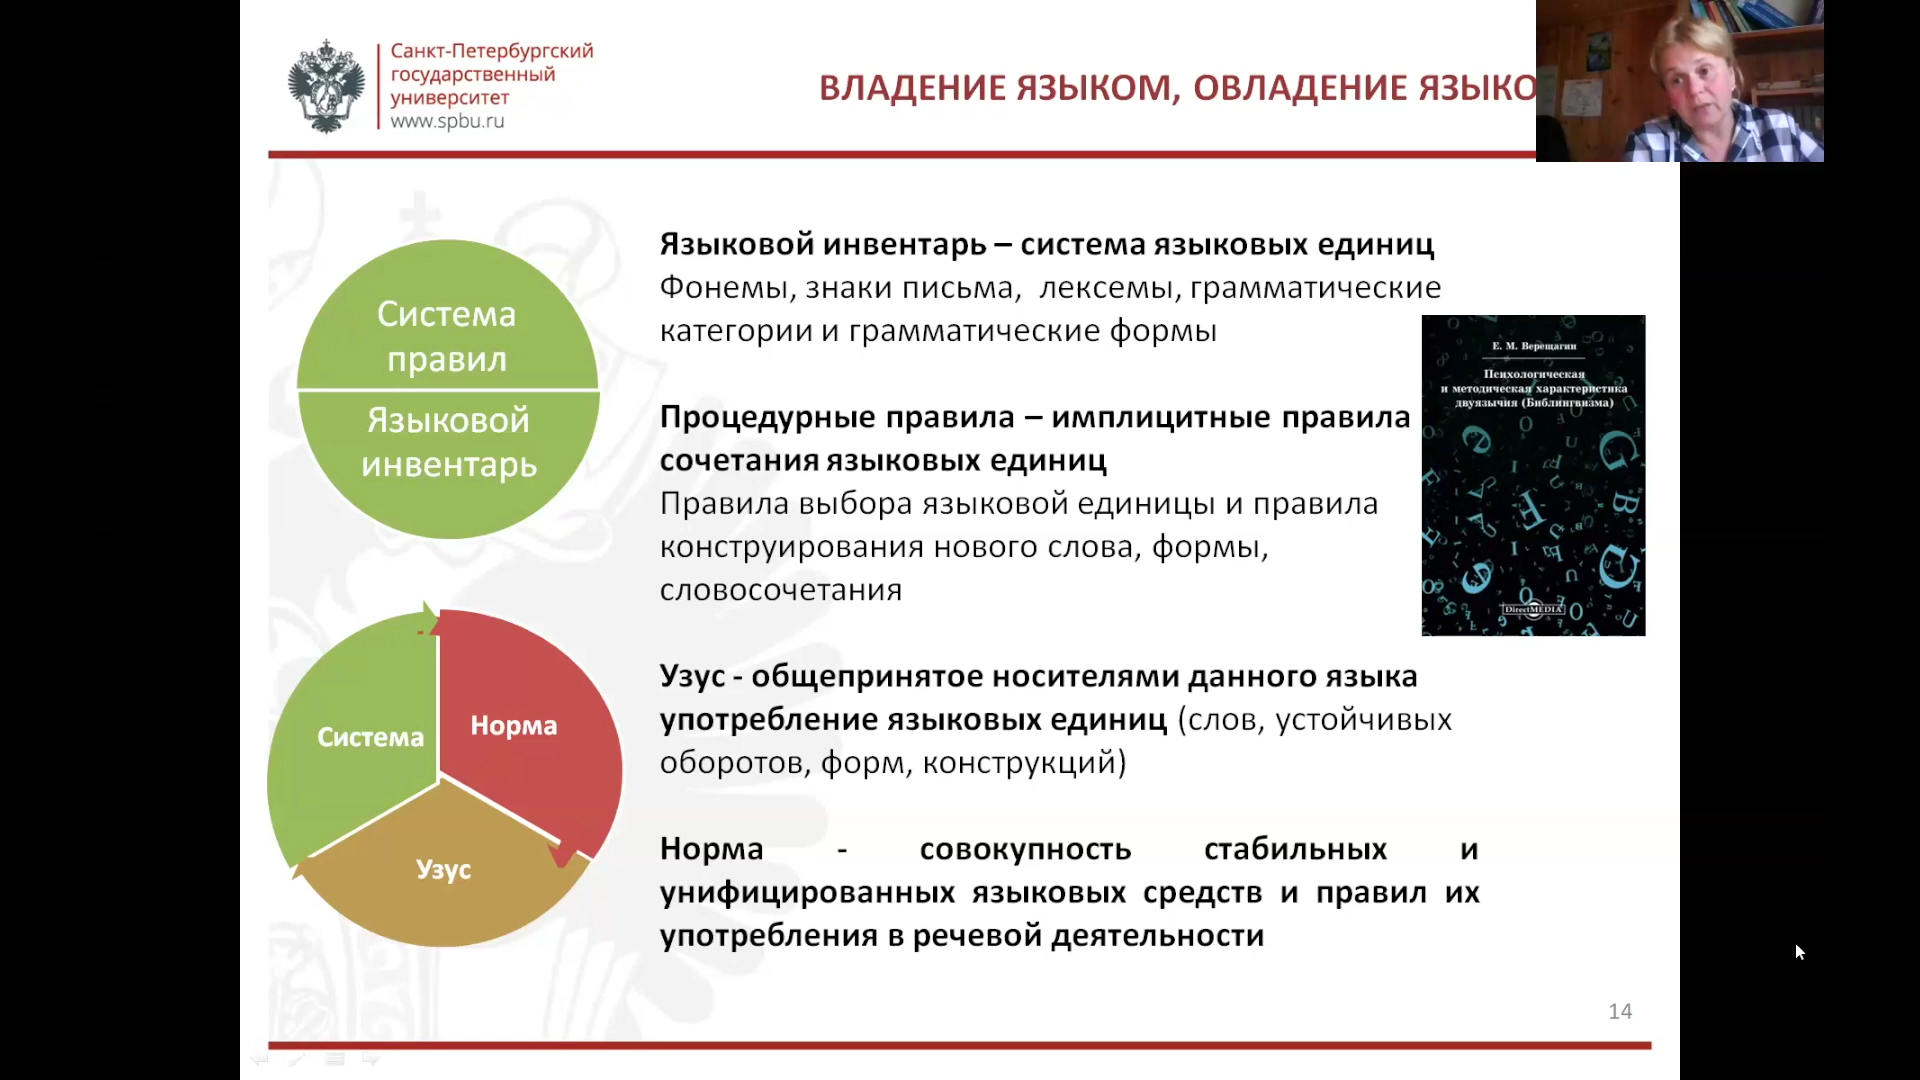 Санкт-Петербургский
государственный
университет
www.spbu.ru
ВЛАДЕНИЕ ЯЗЫКОМ, ОВЛАДЕНИЕ ЯЗЫКО
Система
правил
Языковой
инвентарь
Языковой инвентарь – система языковых единиц
Фонемы, знаки письма, лексемы, грамматические
категории и грамматические формы
Процедурные правила – имплицитные правила
сочетания языковых единиц
Правила выбора языковой единицы и правила
конструирования нового слова, формы,
словосочетания
Е. М. Верещагин
Психологическая
и методическая характеристика
двуязычия (Библингвизма)
DirectMEDIA
Система
Норма
Узус
Узус - общепринятое носителями данного языка
употребление языковых единиц (слов, устойчивых
оборотов, форм, конструкций)
Норма - совокупность стабильных и
унифицированных языковых средств и правил их
употребления в речевой деятельности
14